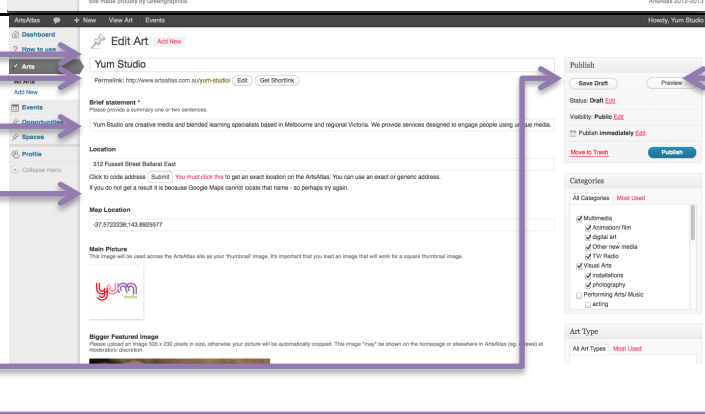 Site made proudly by Greengraphics.
ArtsAtlas 2012-2013
ArtsAtlas + New View Art Events
Howdy, Yum Studio
Dashboard
? How to use
Arts
All Arts
Add New
Events
Opportunities
Spaces
Profile
Collapse menu
Edit Art Add New
Yum Studio
Permalink: http://www.artsatlas.com.au/yum-studio/ Edit Get Shortlink
Brief statement *
Please provide a summary one or two sentences.
Yum Studio are creative media and blended learning specialists based in Melbourne and regional Victoria. We provide services designed to engage people using unique media.
Location
312 Fussell Street Balland East
Click to code address Submit You must click this to get an exact location on the ArtsAtlas. You can use an exact or generic address.
If you do not get a result it is because Google Maps cannot locate that name - so perhaps try again.
Map Location
-37.5722238;143.8925577
Main Picture
This image will be used across the ArtsAtlas site as your 'thumbnail' image. It's important that you load an image that will work for a square thumbnail image.
yum
studio
Bigger Featured Image
Please upload an image 535 x 230 pixels in size, otherwise your picture will be automatically cropped. This image *may* be shown on the homepage or elsewhere in ArtsAtlas (eg. News) at
moderators' discretion.
Publish
Save Draft Preview
Status: Draft Edit
Visibility: Public Edit
Publish immediately Edit
Move to Trash Publish
Categories
All Categories Most Used
Multimedia
Animation/ film
digital art
Other new media
TV/ Radio
Visual Arts
installations
photography
Performing Arts/ Music
acting
Art Type
All Art Types Most Used